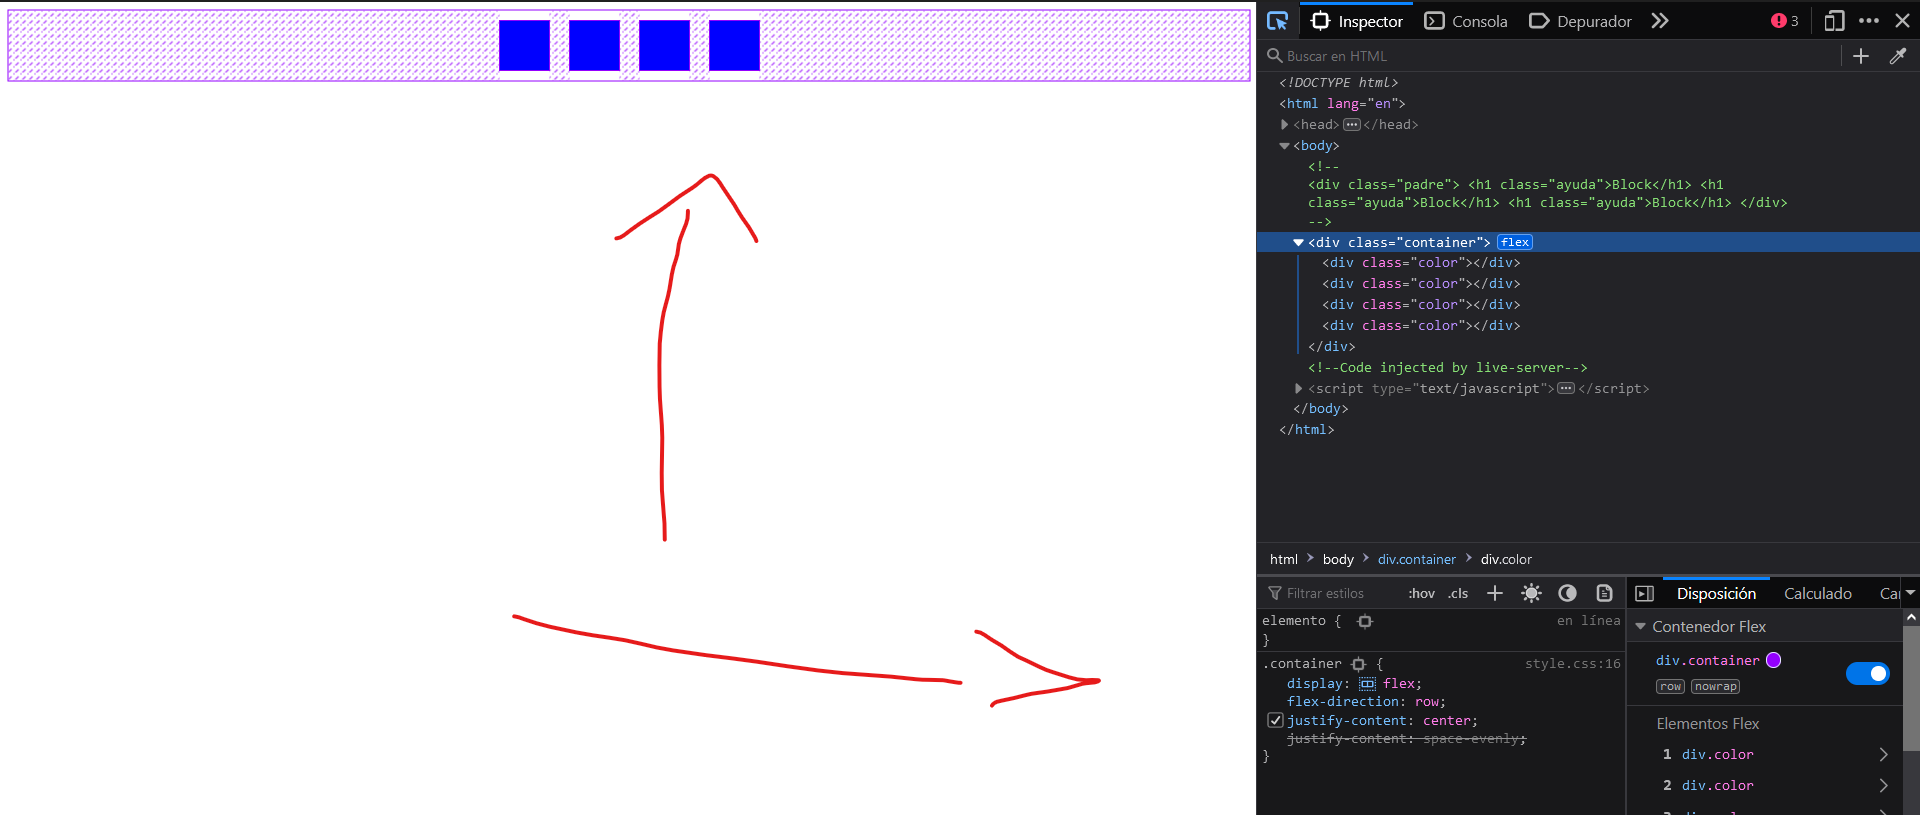 Inspector Consola Depurador 3
Buscar en HTML
<!DOCTYPE html>
<html lang="en">
<head> </head>
<body>
<!--
<div class="padre"> <h1 class="ayuda">Block</h1> <h1
class="ayuda">Block</h1> <h1 class="ayuda">Block</h1> </div>
-->
<div class="container"> flex
<div class="color"></div>
<div class="color"></div>
<div class="color"></div>
<div class="color"></div>
</div>
<!--Code injected by live-server-->
<script type="text/javascript"> </script>
</body>
</html>
html body div.container div.color
Filtrar estilos :hov .cls
elemento { en línea
}
.container { style.css:16
display: flex;
flex-direction: row;
justify-content: center;
justify-content: space-evenly;
}
Disposición Calculado
Contenedor Flex
div.container
row nowrap
Elementos Flex
1 div.color
2 div.color